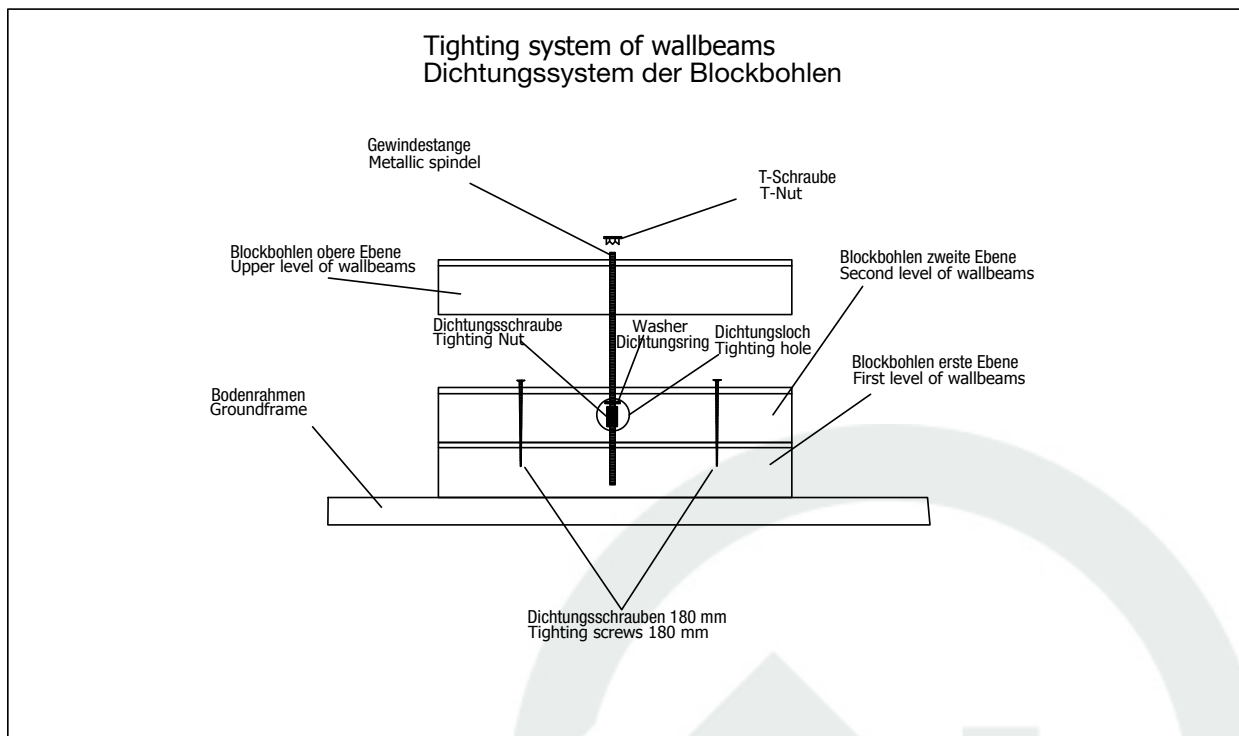 Tighting system of wallbeams
Dichtungssystem der Blockbohlen
Gewindestange
Metallic spindel
T-Schraube
T-Nut
Blockbohlen obere Ebene
Upper level of wallbeams
Blockbohlen zweite Ebene
Second level of wallbeams
Dichtungsschraube
Tighting Nut
Washer
Dichtungsring
Dichtungsloch
Tighting hole
Blockbohlen erste Ebene
First level of wallbeams
Bodenrahmen
Groundframe
Dichtungsschrauben 180 mm
Tighting screws 180 mm